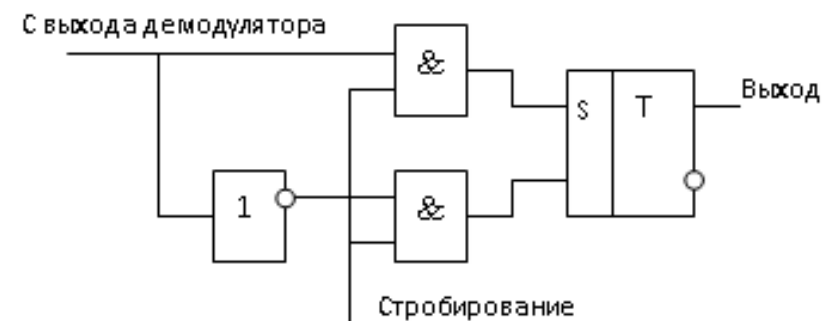 С выхода демодулятора
&
Выход
S T
1
&
Стробирование